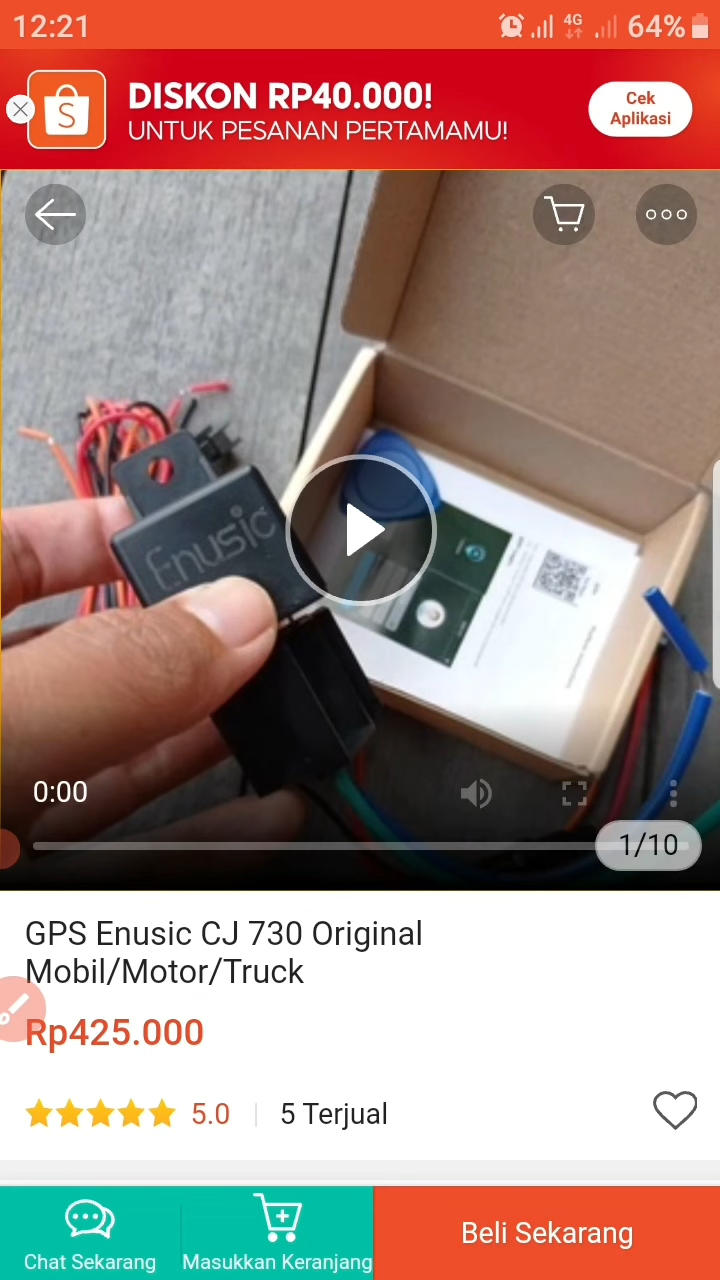 12:21
4G
64%
DISKON RP40.000!
UNTUK PESANAN PERTAMAMU!
Cek
Aplikasi
S
Enusic
0:00
1/10
GPS Enusic CJ 730 Original
Mobil/Motor/Truck
Rp425.000
5.0
5 Terjual
Chat Sekarang
Masukkan Keranjang
Beli Sekarang